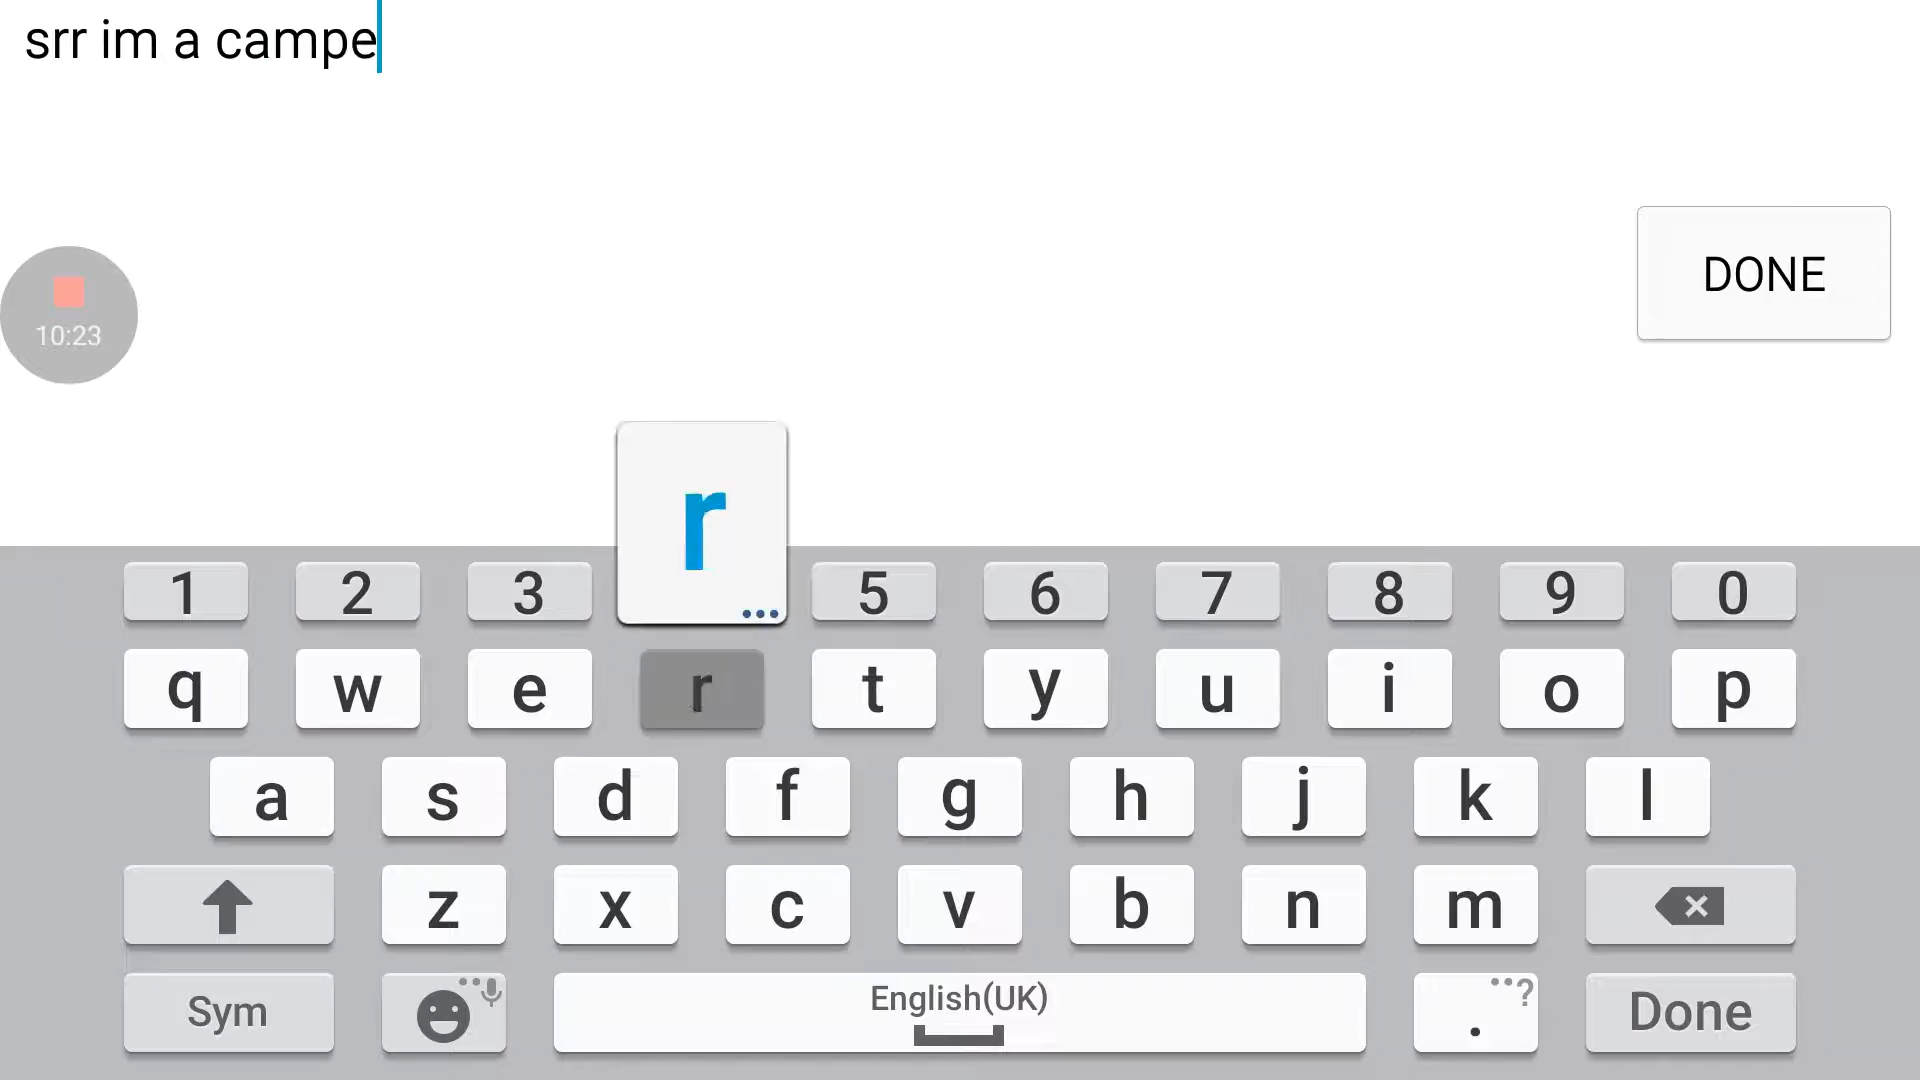 srr im a campe
DONE
10:23
r
1 2 3 5 6 7 8 9 0
q w e r t y u i o p
a s d f g h j k l
z x c v b n m
Sym English(UK) . ? Done